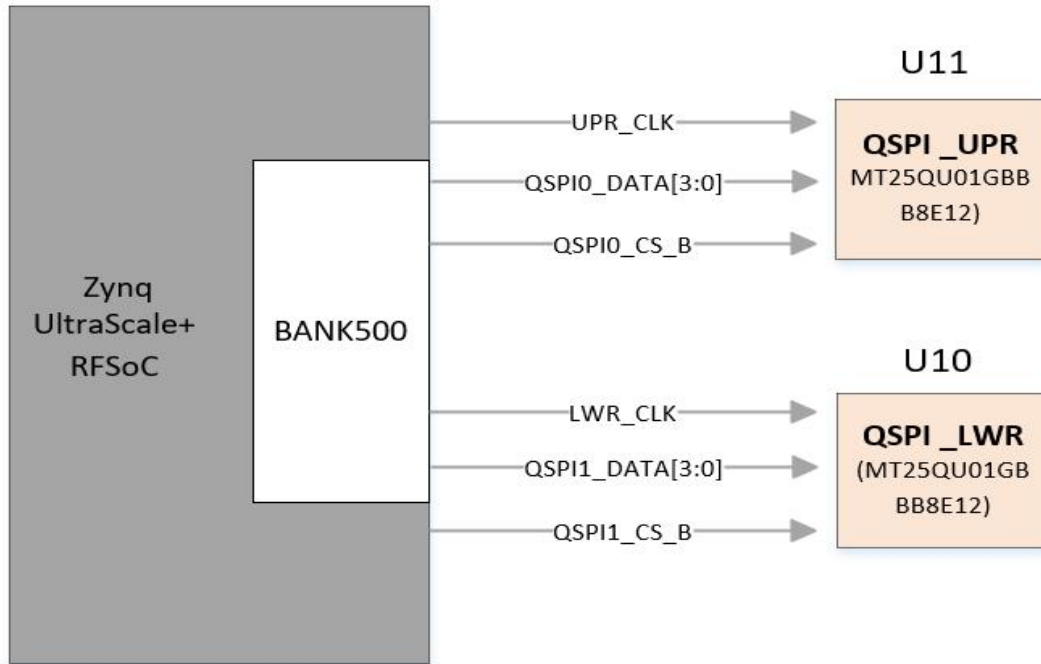 Zynq
UltraScale+
RFSoC
BANK500
UPR_CLK
QSPI0_DATA[3:0]
QSPI0_CS_B
LWR_CLK
QSPI1_DATA[3:0]
QSPI1_CS_B
U11
QSPI _UPR
MT25QU01GBB
B8E12)
U10
QSPI _LWR
(MT25QU01GB
BB8E12)